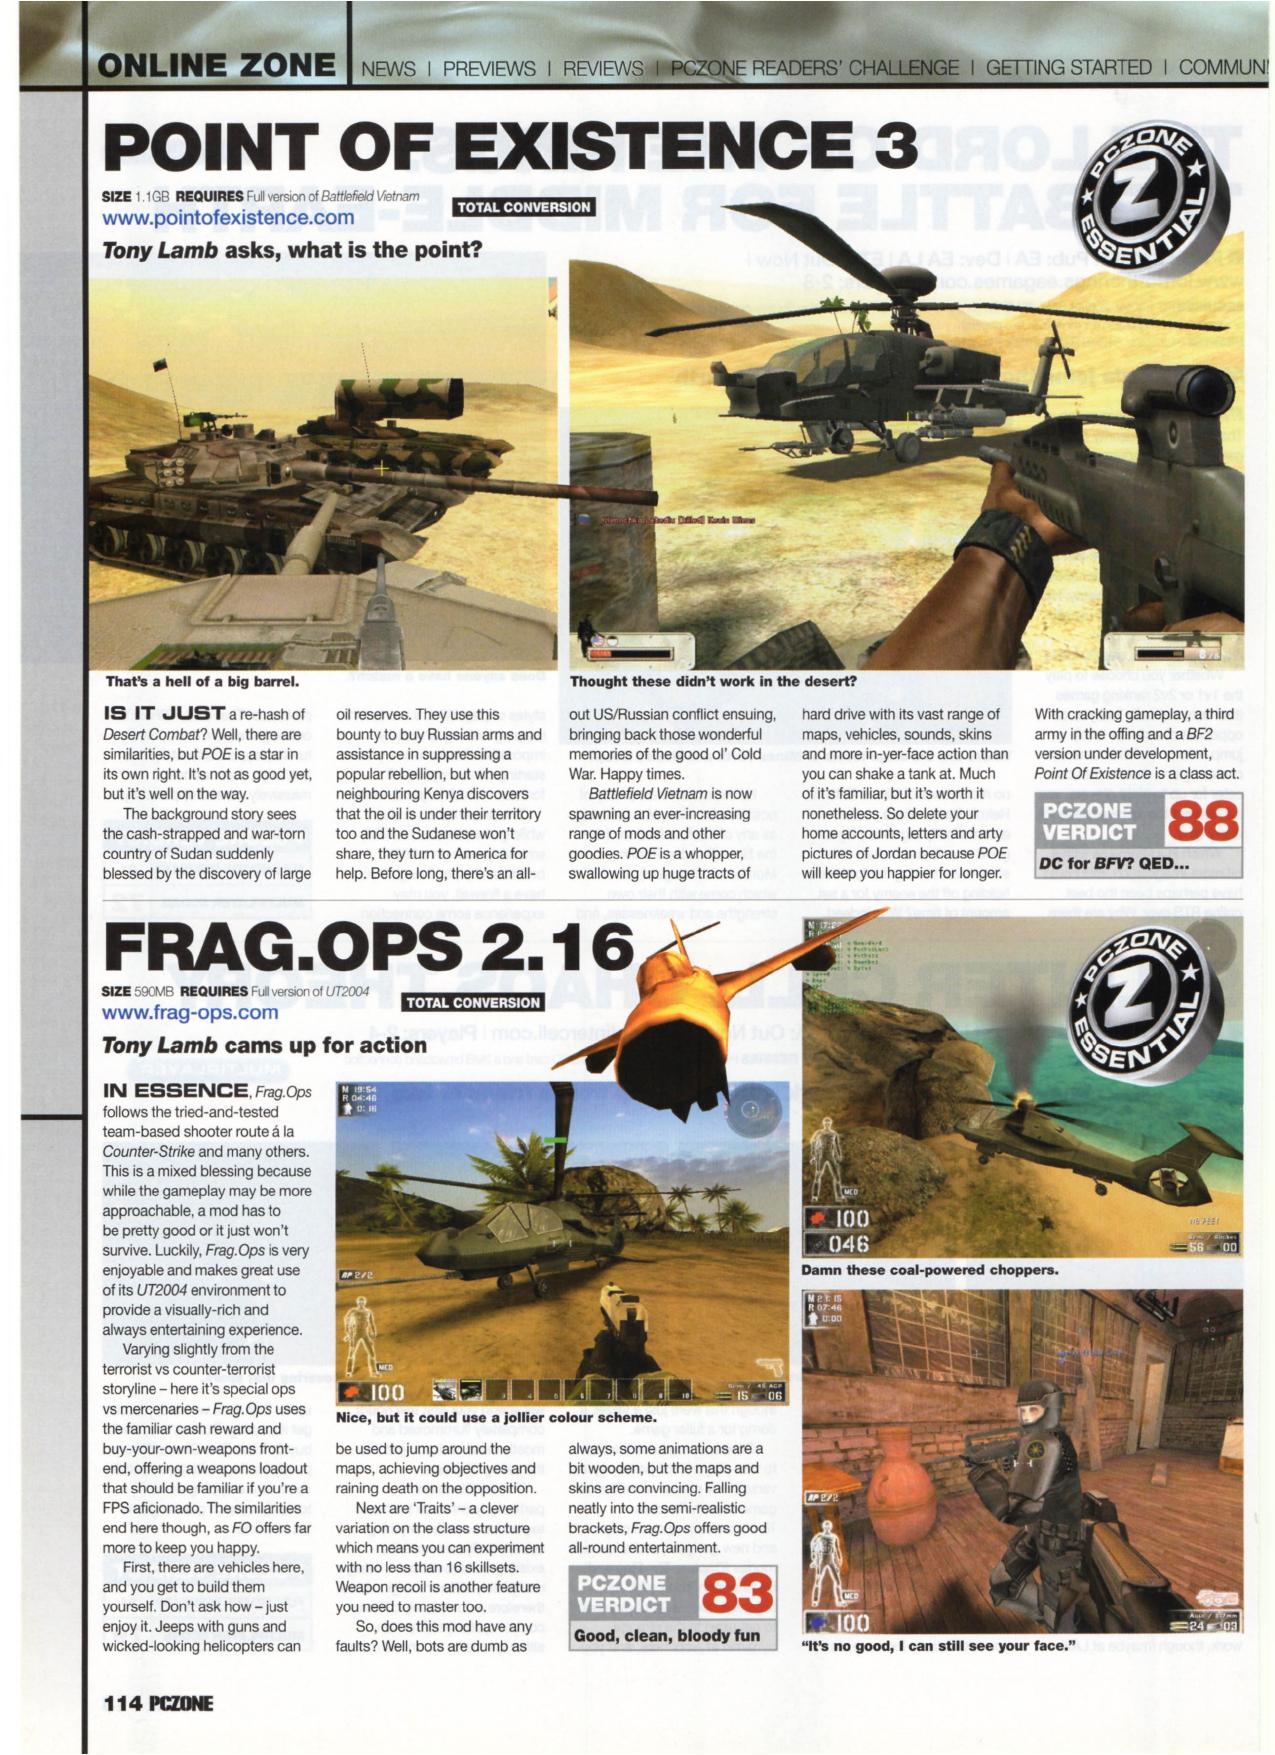 ONLINE ZONE
NEWS | PREVIEWS | REVIEWS | PCZONE READERS' CHALLENGE | GETTING STARTED | COMMUN
POINT OF EXISTENCE 3
PCZONE
Z
ESSENTIAL
SIZE 1.1GB REQUIRES Full version of Battlefield Vietnam
www.pointofexistence.com
TOTAL CONVERSION
Tony Lamb asks, what is the point?
That's a hell of a big barrel.
Thought these didn't work in the desert?
IS IT JUST a re-hash of
Desert Combat? Well, there are
similarities, but POE is a star in
its own right. It's not as good yet,
but it's well on the way.
The background story sees
the cash-strapped and war-torn
country of Sudan suddenly
blessed by the discovery of large
oil reserves. They use this
bounty to buy Russian arms and
assistance in suppressing a
popular rebellion, but when
neighbouring Kenya discovers
that the oil is under their territory
too and the Sudanese won't
share, they turn to America for
help. Before long, there's an all-
out US/Russian conflict ensuing,
bringing back those wonderful
memories of the good ol' Cold
War. Happy times.
Battlefield Vietnam is now
spawning an ever-increasing
range of mods and other
goodies. POE is a whopper,
swallowing up huge tracts of
hard drive with its vast range of
maps, vehicles, sounds, skins
and more in-yer-face action than
you can shake a tank at. Much
of it's familiar, but it's worth it
nonetheless. So delete your
home accounts, letters and arty
pictures of Jordan because POE
will keep you happier for longer.
With cracking gameplay, a third
army in the offing and a BF2
version under development,
Point Of Existence is a class act.
PCZONE
VERDICT
88
DC for BFV? QED...
FRAG.OPS 2.16
SIZE 590MB REQUIRES Full version of UT2004
www.frag-ops.com
TOTAL CONVERSION
Tony Lamb cams up for action
PCZONE
Z
ESSENTIAL
IN ESSENCE, Frag.Ops
follows the tried-and-tested
team-based shooter route á la
Counter-Strike and many others.
This is a mixed blessing because
while the gameplay may be more
approachable, a mod has to
be pretty good or it just won't
survive. Luckily, Frag.Ops is very
enjoyable and makes great use
of its UT2004 environment to
provide a visually-rich and
always entertaining experience.
Varying slightly from the
terrorist vs counter-terrorist
storyline – here it's special ops
vs mercenaries – Frag.Ops uses
the familiar cash reward and
buy-your-own-weapons front-
end, offering a weapons loadout
that should be familiar if you're a
FPS aficionado. The similarities
end here though, as FO offers far
more to keep you happy.
First, there are vehicles here,
and you get to build them
yourself. Don't ask how – just
enjoy it. Jeeps with guns and
wicked-looking helicopters can
M 19:54
R 04:46
0:16
AP 2/2
MED
100
15 06
Nice, but it could use a jollier colour scheme.
be used to jump around the
maps, achieving objectives and
raining death on the opposition.
Next are 'Traits' – a clever
variation on the class structure
which means you can experiment
with no less than 16 skillsets.
Weapon recoil is another feature
you need to master too.
So, does this mod have any
faults? Well, bots are dumb as
always, some animations are a
bit wooden, but the maps and
skins are convincing. Falling
neatly into the semi-realistic
brackets, Frag.Ops offers good
all-round entertainment.
PCZONE
VERDICT
83
Good, clean, bloody fun
MED
100
046
56 00
Damn these coal-powered choppers.
R 07:46
0:00
AP 2/2
MED
100
24 03
"It's no good, I can still see your face."
114 PCZONE